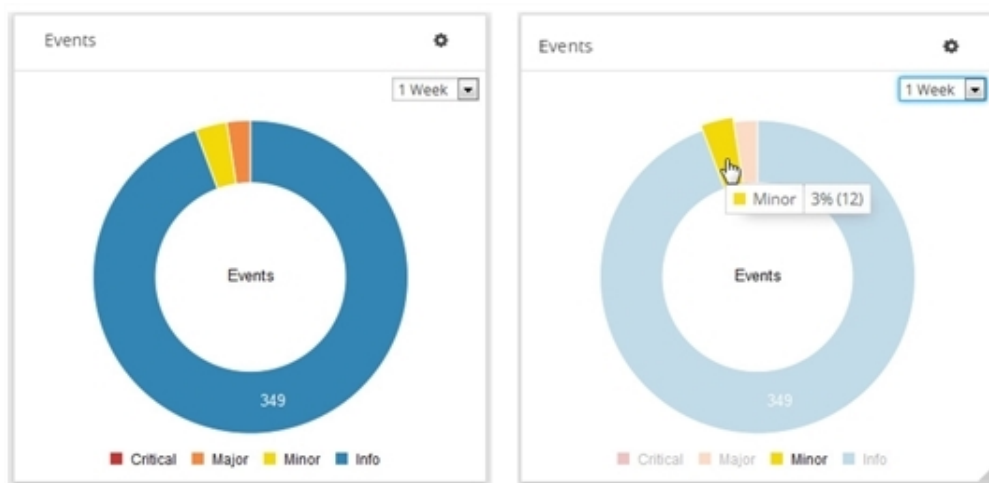 Events
1 Week
Events
349
Critical Major Minor Info
Events
1 Week
Minor 3% (12)
Events
349
Critical Major Minor Info